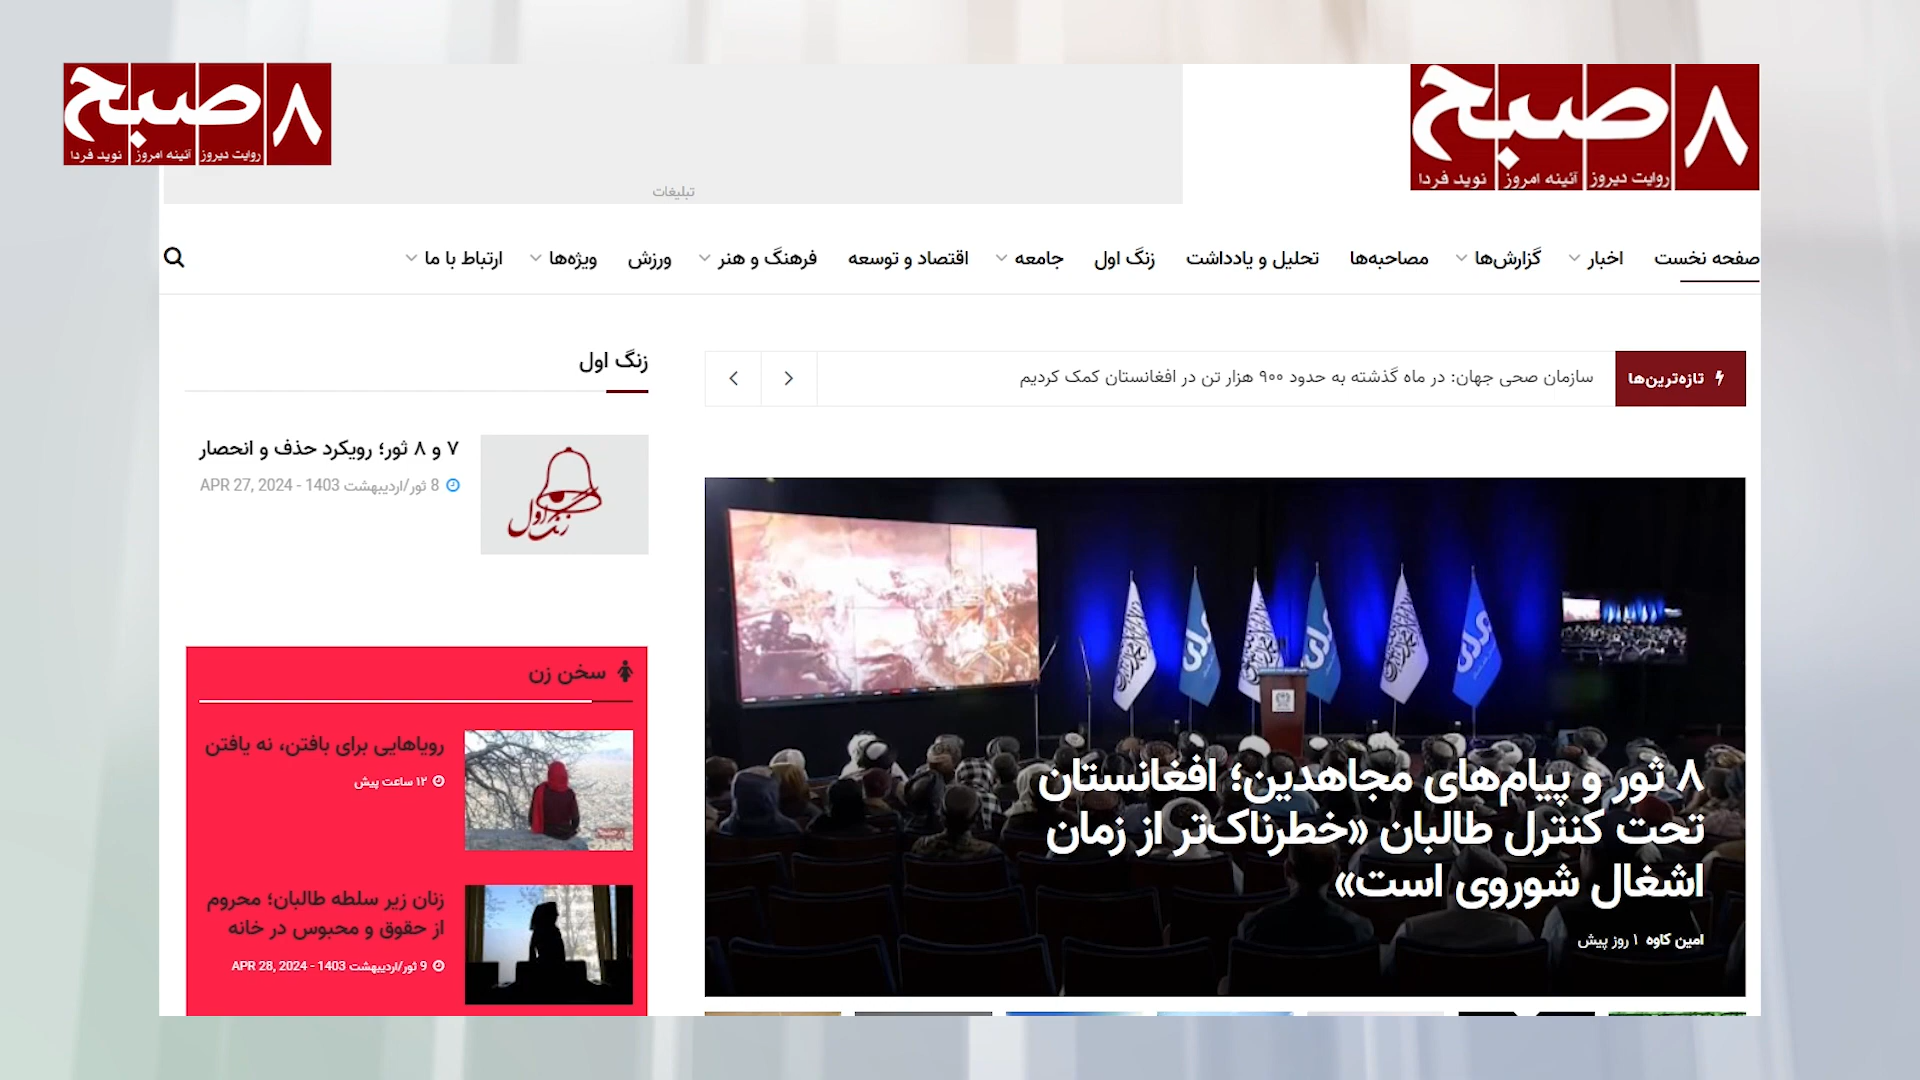 ۸ صبح
روایت دیروز آئینه امروز نوید فردا
۸ صبح
روایت دیروز آئینه امروز نوید فردا
تبلیغات
صفحه نخست اخبار گزارش‌ها مصاحبه‌ها تحلیل و یادداشت زنگ اول جامعه اقتصاد و توسعه فرهنگ و هنر ورزش ویژه‌ها ارتباط با ما
تازه‌ترین‌ها سازمان صحی جهان: در ماه گذشته به حدود ۹۰۰ هزار تن در افغانستان کمک کردیم
۸ ثور و پیام‌های مجاهدین؛ افغانستان
تحت کنترل طالبان «خطرناک‌تر از زمان
اشغال شوروی است»
امین کاوه ۱ روز پیش
زنگ اول
زنگ اول
۷ و ۸ ثور؛ رویکرد حذف و انحصار
8 ثور/اردیبهشت 1403 - APR 27, 2024
سخن زن
رویاهایی برای بافتن، نه یافتن
۱۲ ساعت پیش
زنان زیر سلطه طالبان؛ محروم
از حقوق و محبوس در خانه
9 ثور/اردیبهشت 1403 - APR 28, 2024